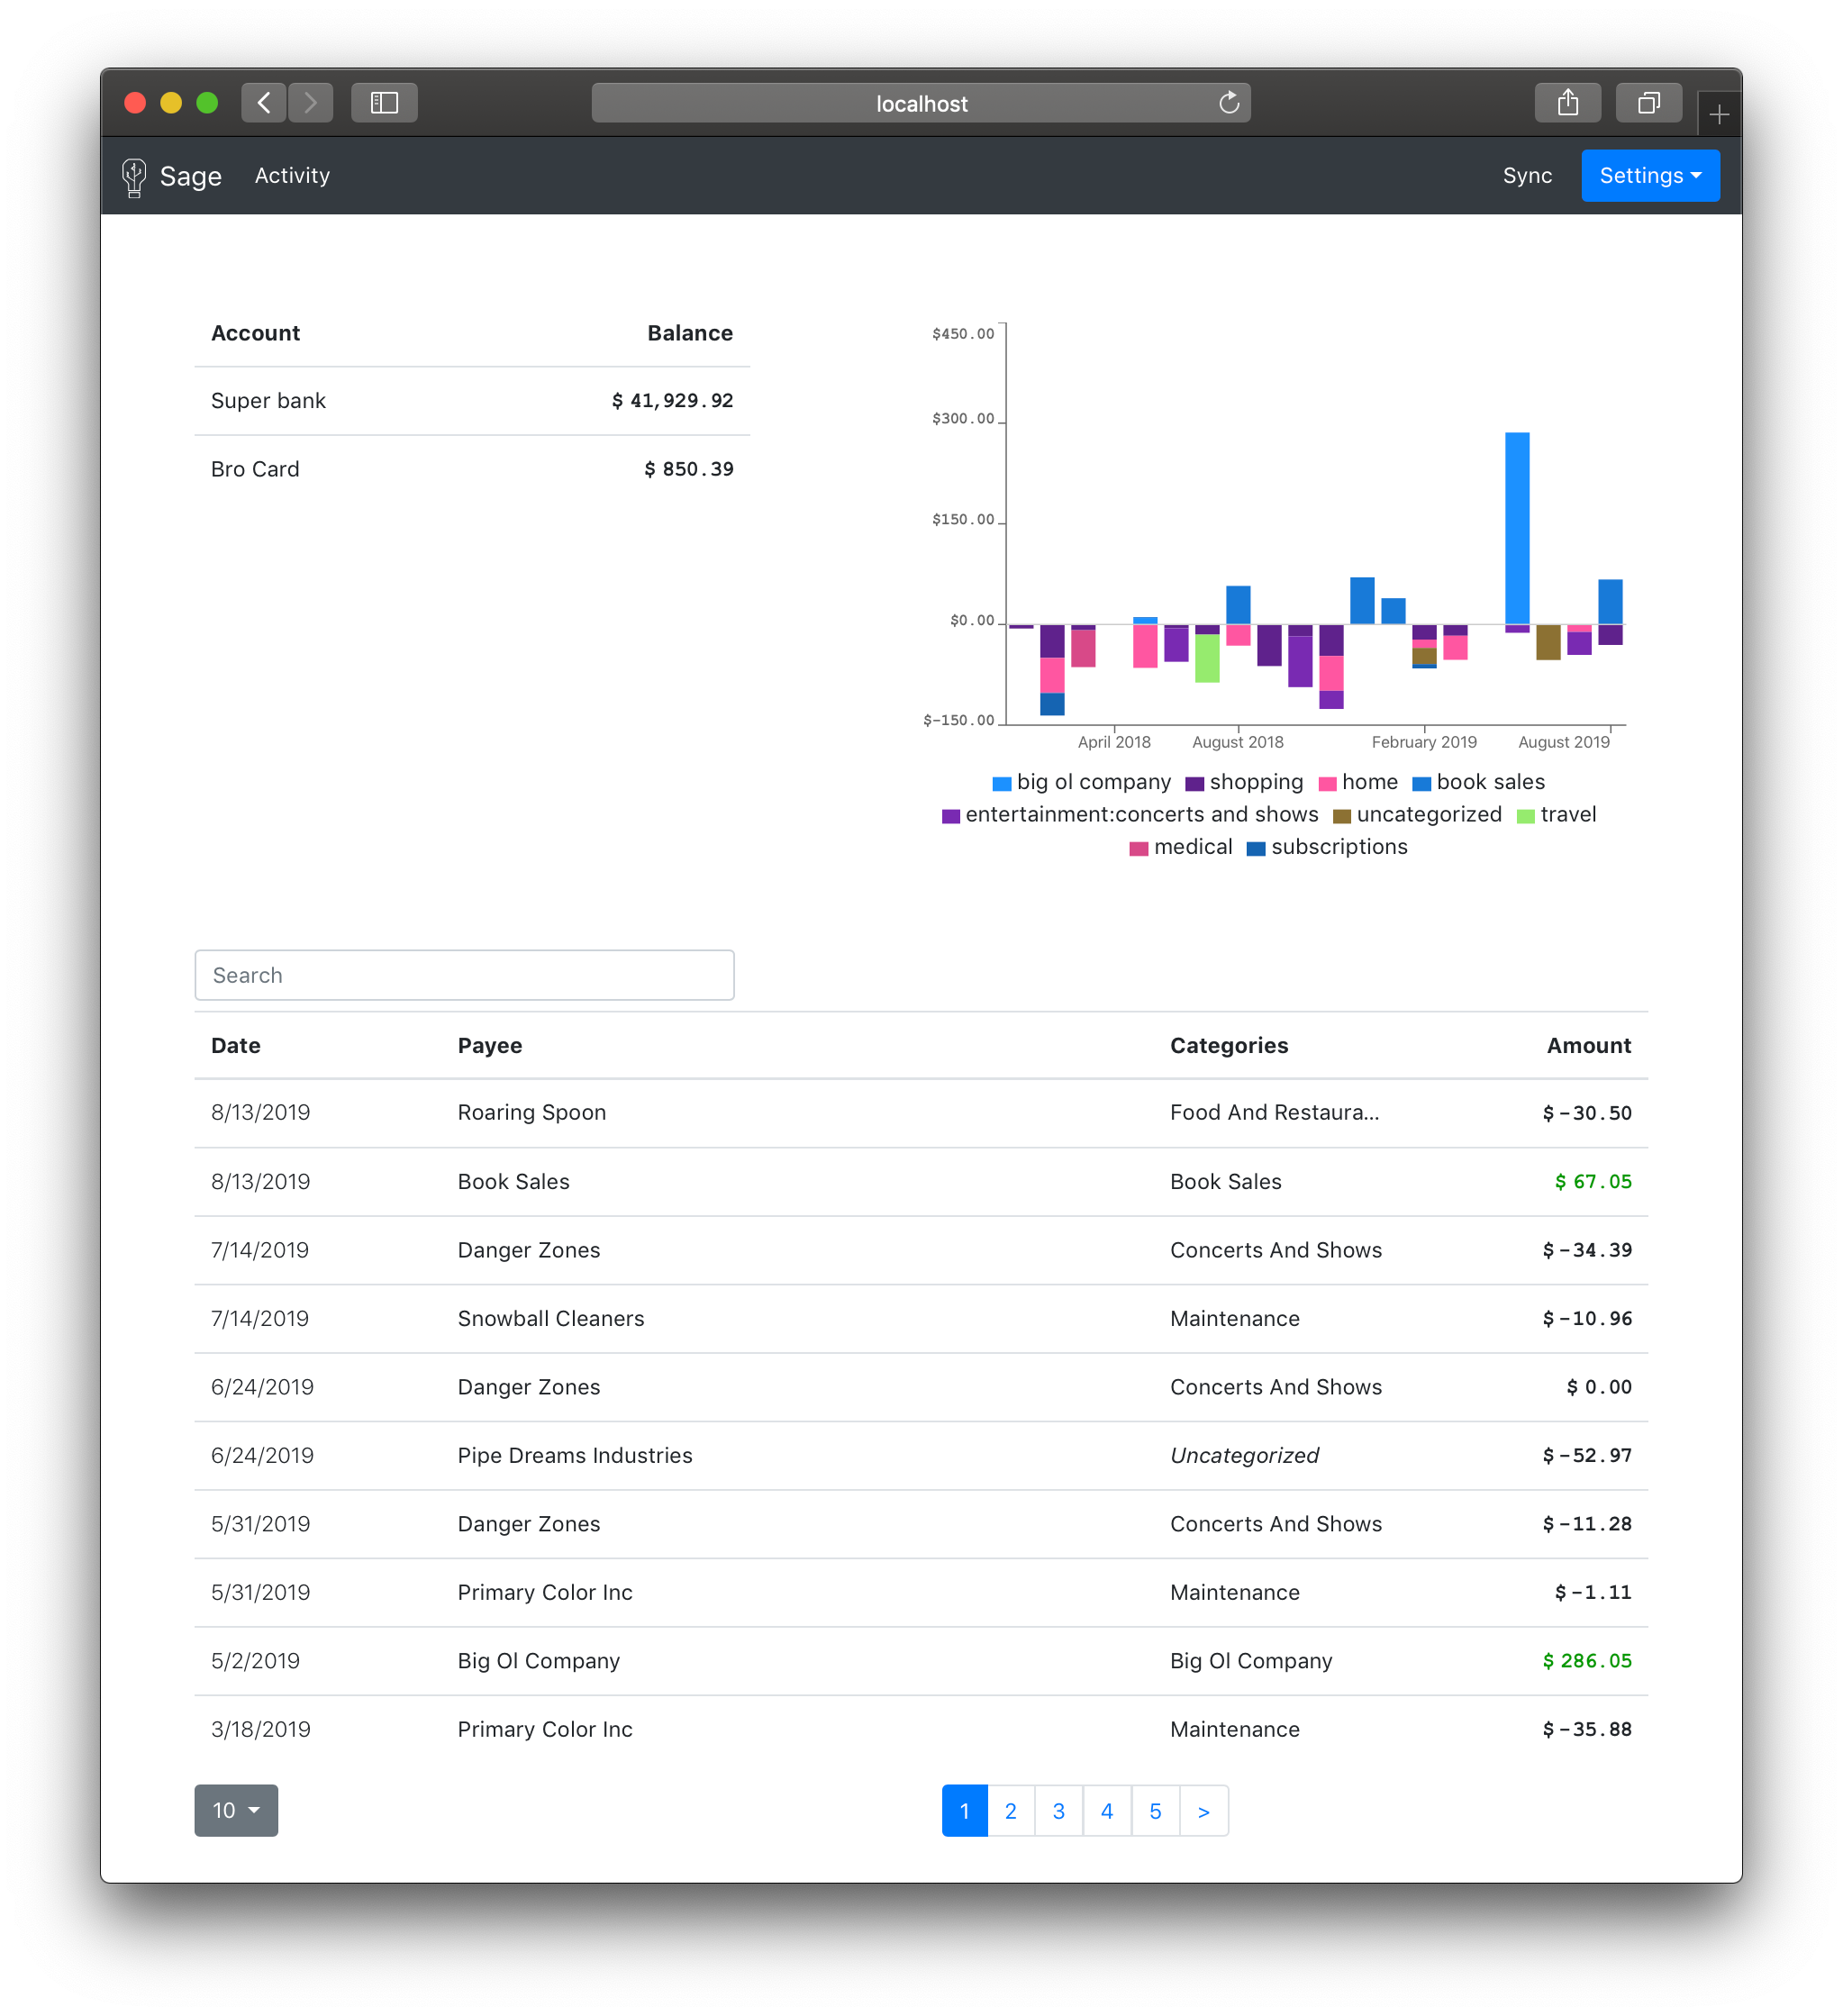 localhost
Sage Activity Sync Settings
Account Balance
Super bank $ 41,929.92
Bro Card $ 850.39
$450.00
$300.00
$150.00
$0.00
$-150.00
April 2018 August 2018 February 2019 August 2019
big ol company shopping home book sales
entertainment:concerts and shows uncategorized travel
medical subscriptions
Search
Date Payee Categories Amount
8/13/2019 Roaring Spoon Food And Restaura... $ -30.50
8/13/2019 Book Sales Book Sales $ 67.05
7/14/2019 Danger Zones Concerts And Shows $ -34.39
7/14/2019 Snowball Cleaners Maintenance $ -10.96
6/24/2019 Danger Zones Concerts And Shows $ 0.00
6/24/2019 Pipe Dreams Industries Uncategorized $ -52.97
5/31/2019 Danger Zones Concerts And Shows $ -11.28
5/31/2019 Primary Color Inc Maintenance $ -1.11
5/2/2019 Big Ol Company Big Ol Company $ 286.05
3/18/2019 Primary Color Inc Maintenance $ -35.88
10 1 2 3 4 5 >